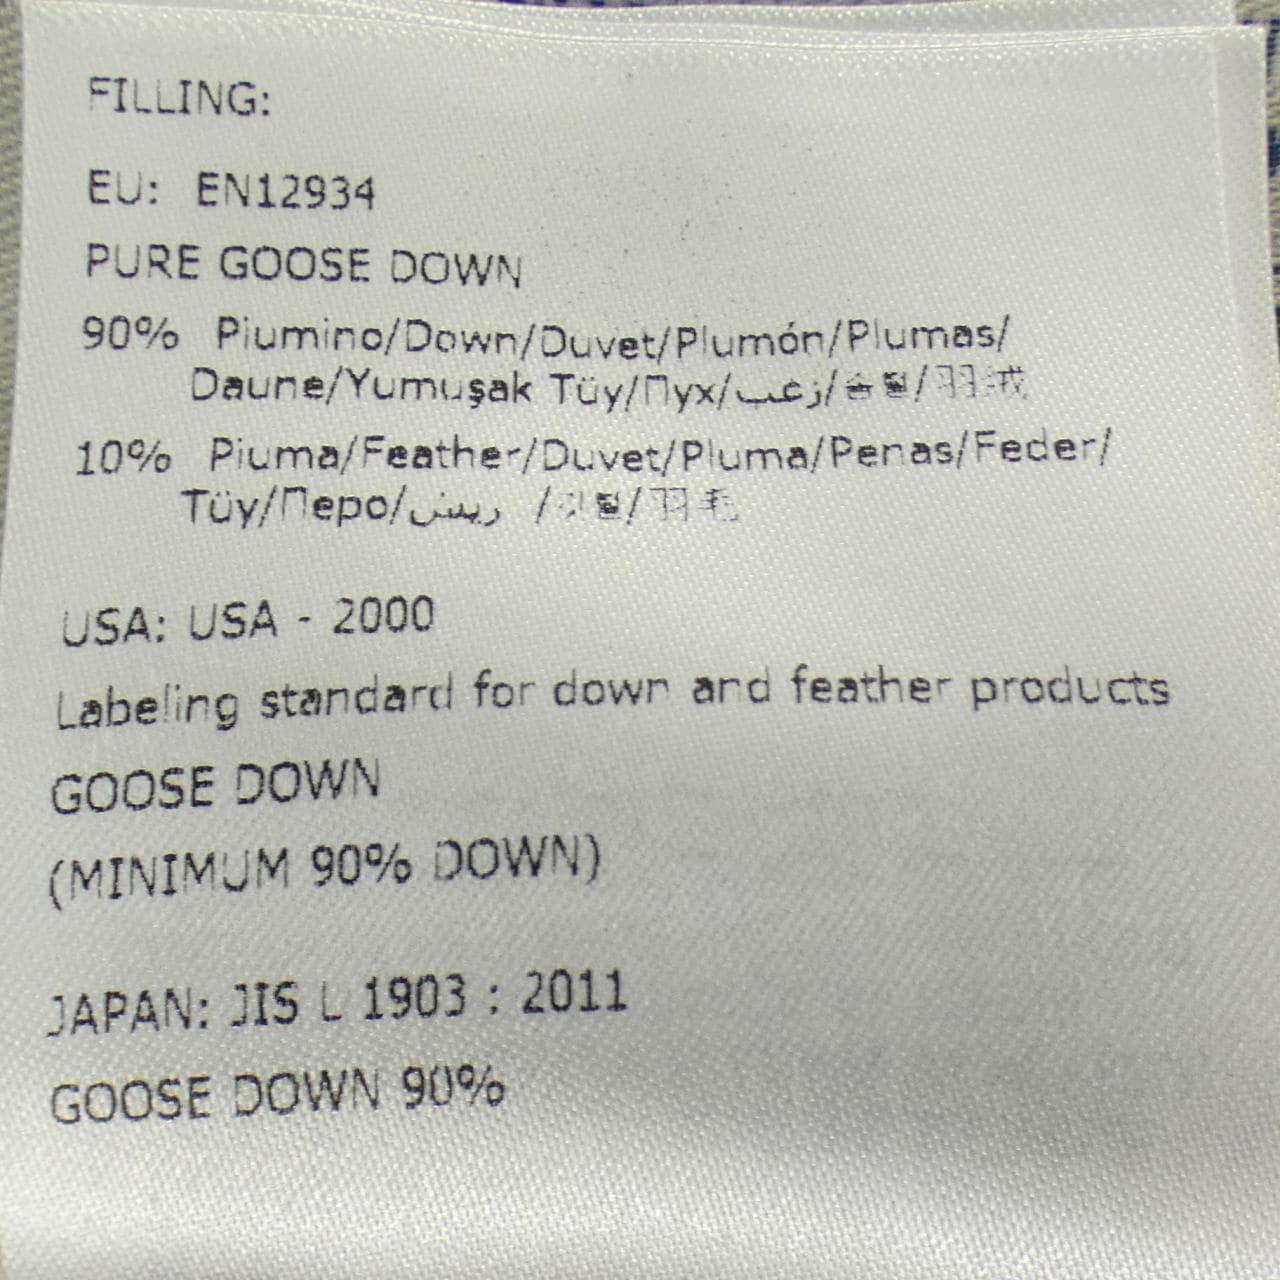 FILLING:
EU: EN12934
PURE GOOSE DOWN
90% Piumino/Down/Duvet/Plumón/Plumas/
Daune/Yumuşak Tüy/Пух/زغب/솜털/羽绒
10% Piuma/Feather/Duvet/Pluma/Penas/Feder/
Tüy/Перо/ريش /깃털/羽毛
USA: USA - 2000
Labeling standard for down and feather products
GOOSE DOWN
(MINIMUM 90% DOWN)
JAPAN: JIS L 1903 : 2011
GOOSE DOWN 90%